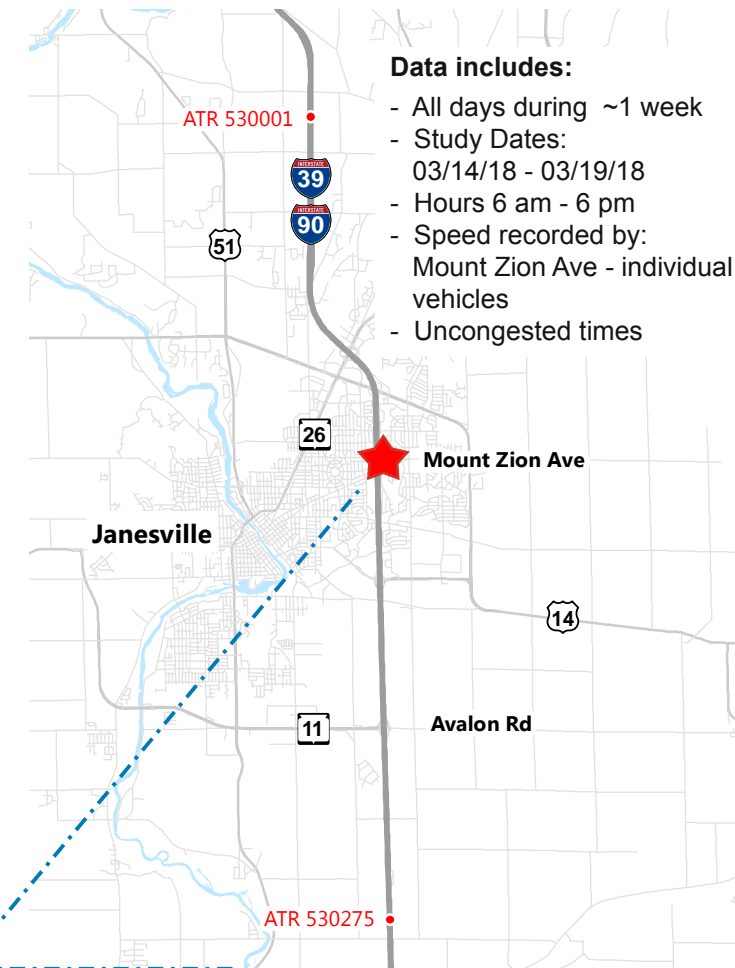 Data includes:
- All days during ~1 week
- Study Dates:
03/14/18 - 03/19/18
- Hours 6 am - 6 pm
- Speed recorded by:
Mount Zion Ave - individual
vehicles
- Uncongested times
ATR 530001
INTERSTATE
39
INTERSTATE
90
51
26
Mount Zion Ave
Janesville
14
11
Avalon Rd
ATR 530275